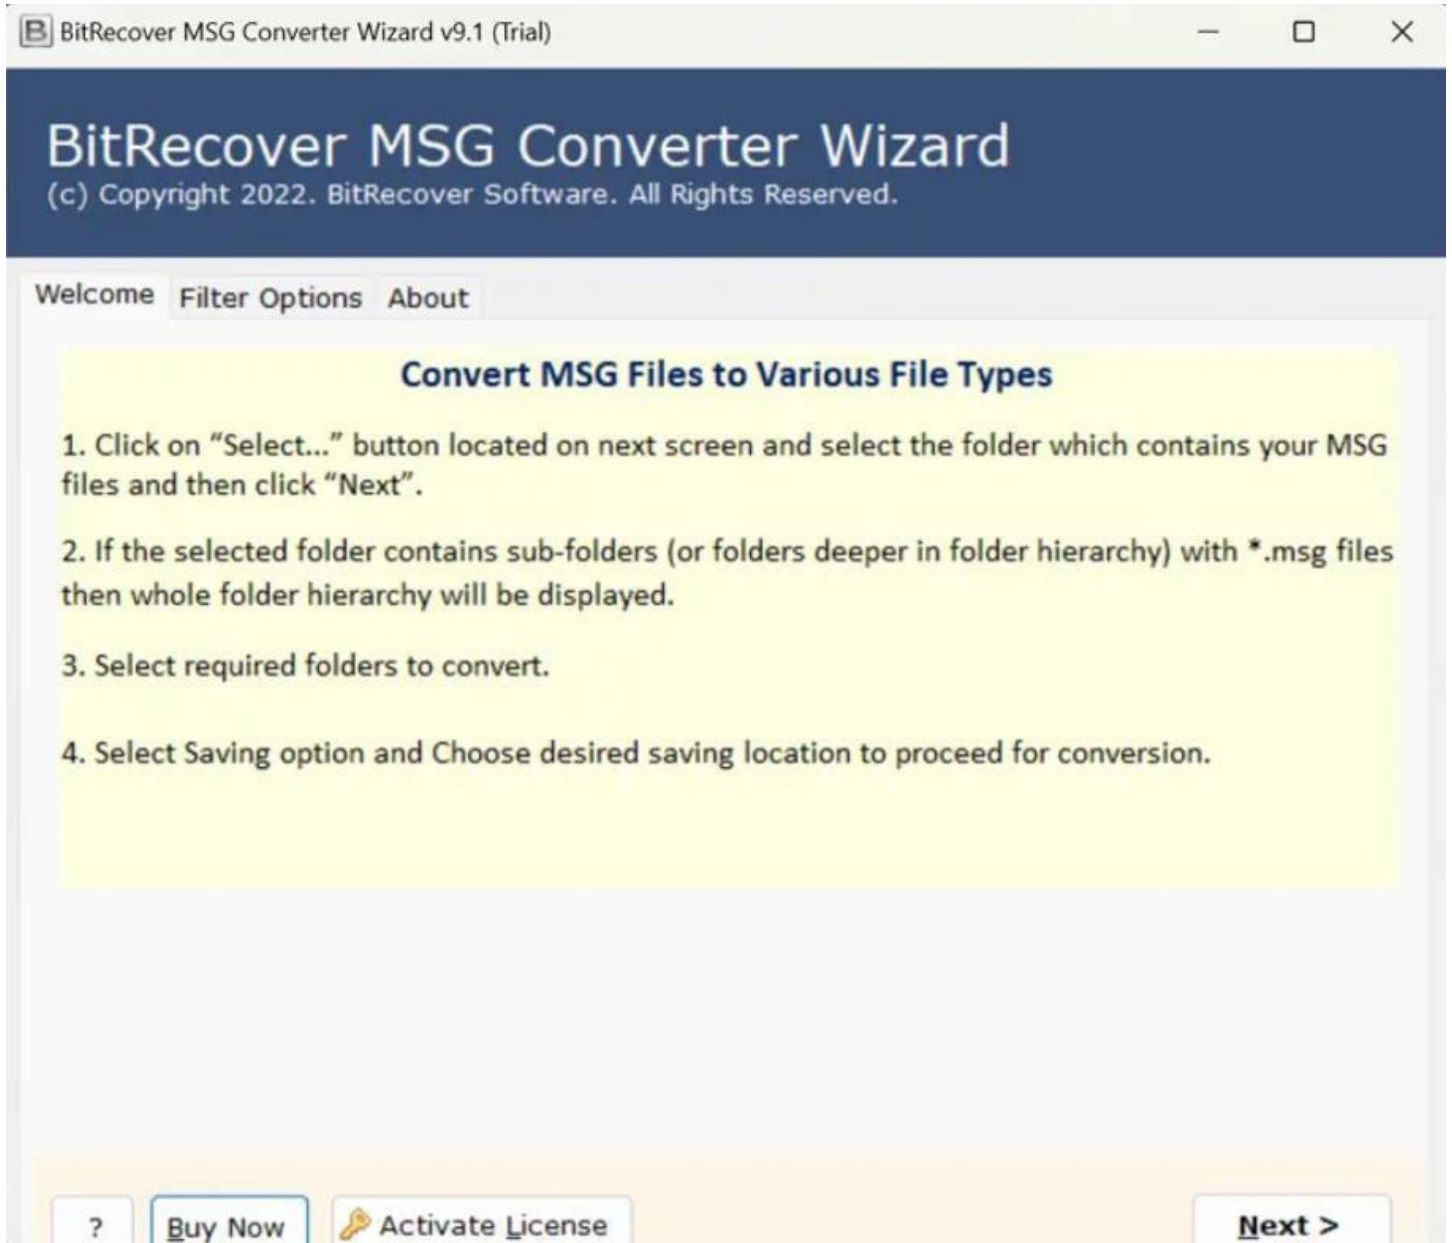 BitRecover MSG Converter Wizard v9.1 (Trial)
BitRecover MSG Converter Wizard
(c) Copyright 2022. BitRecover Software. All Rights Reserved.
Welcome Filter Options About
Convert MSG Files to Various File Types
1. Click on “Select...” button located on next screen and select the folder which contains your MSG
files and then click “Next”.
2. If the selected folder contains sub-folders (or folders deeper in folder hierarchy) with *.msg files
then whole folder hierarchy will be displayed.
3. Select required folders to convert.
4. Select Saving option and Choose desired saving location to proceed for conversion.
? Buy Now Activate License Next >